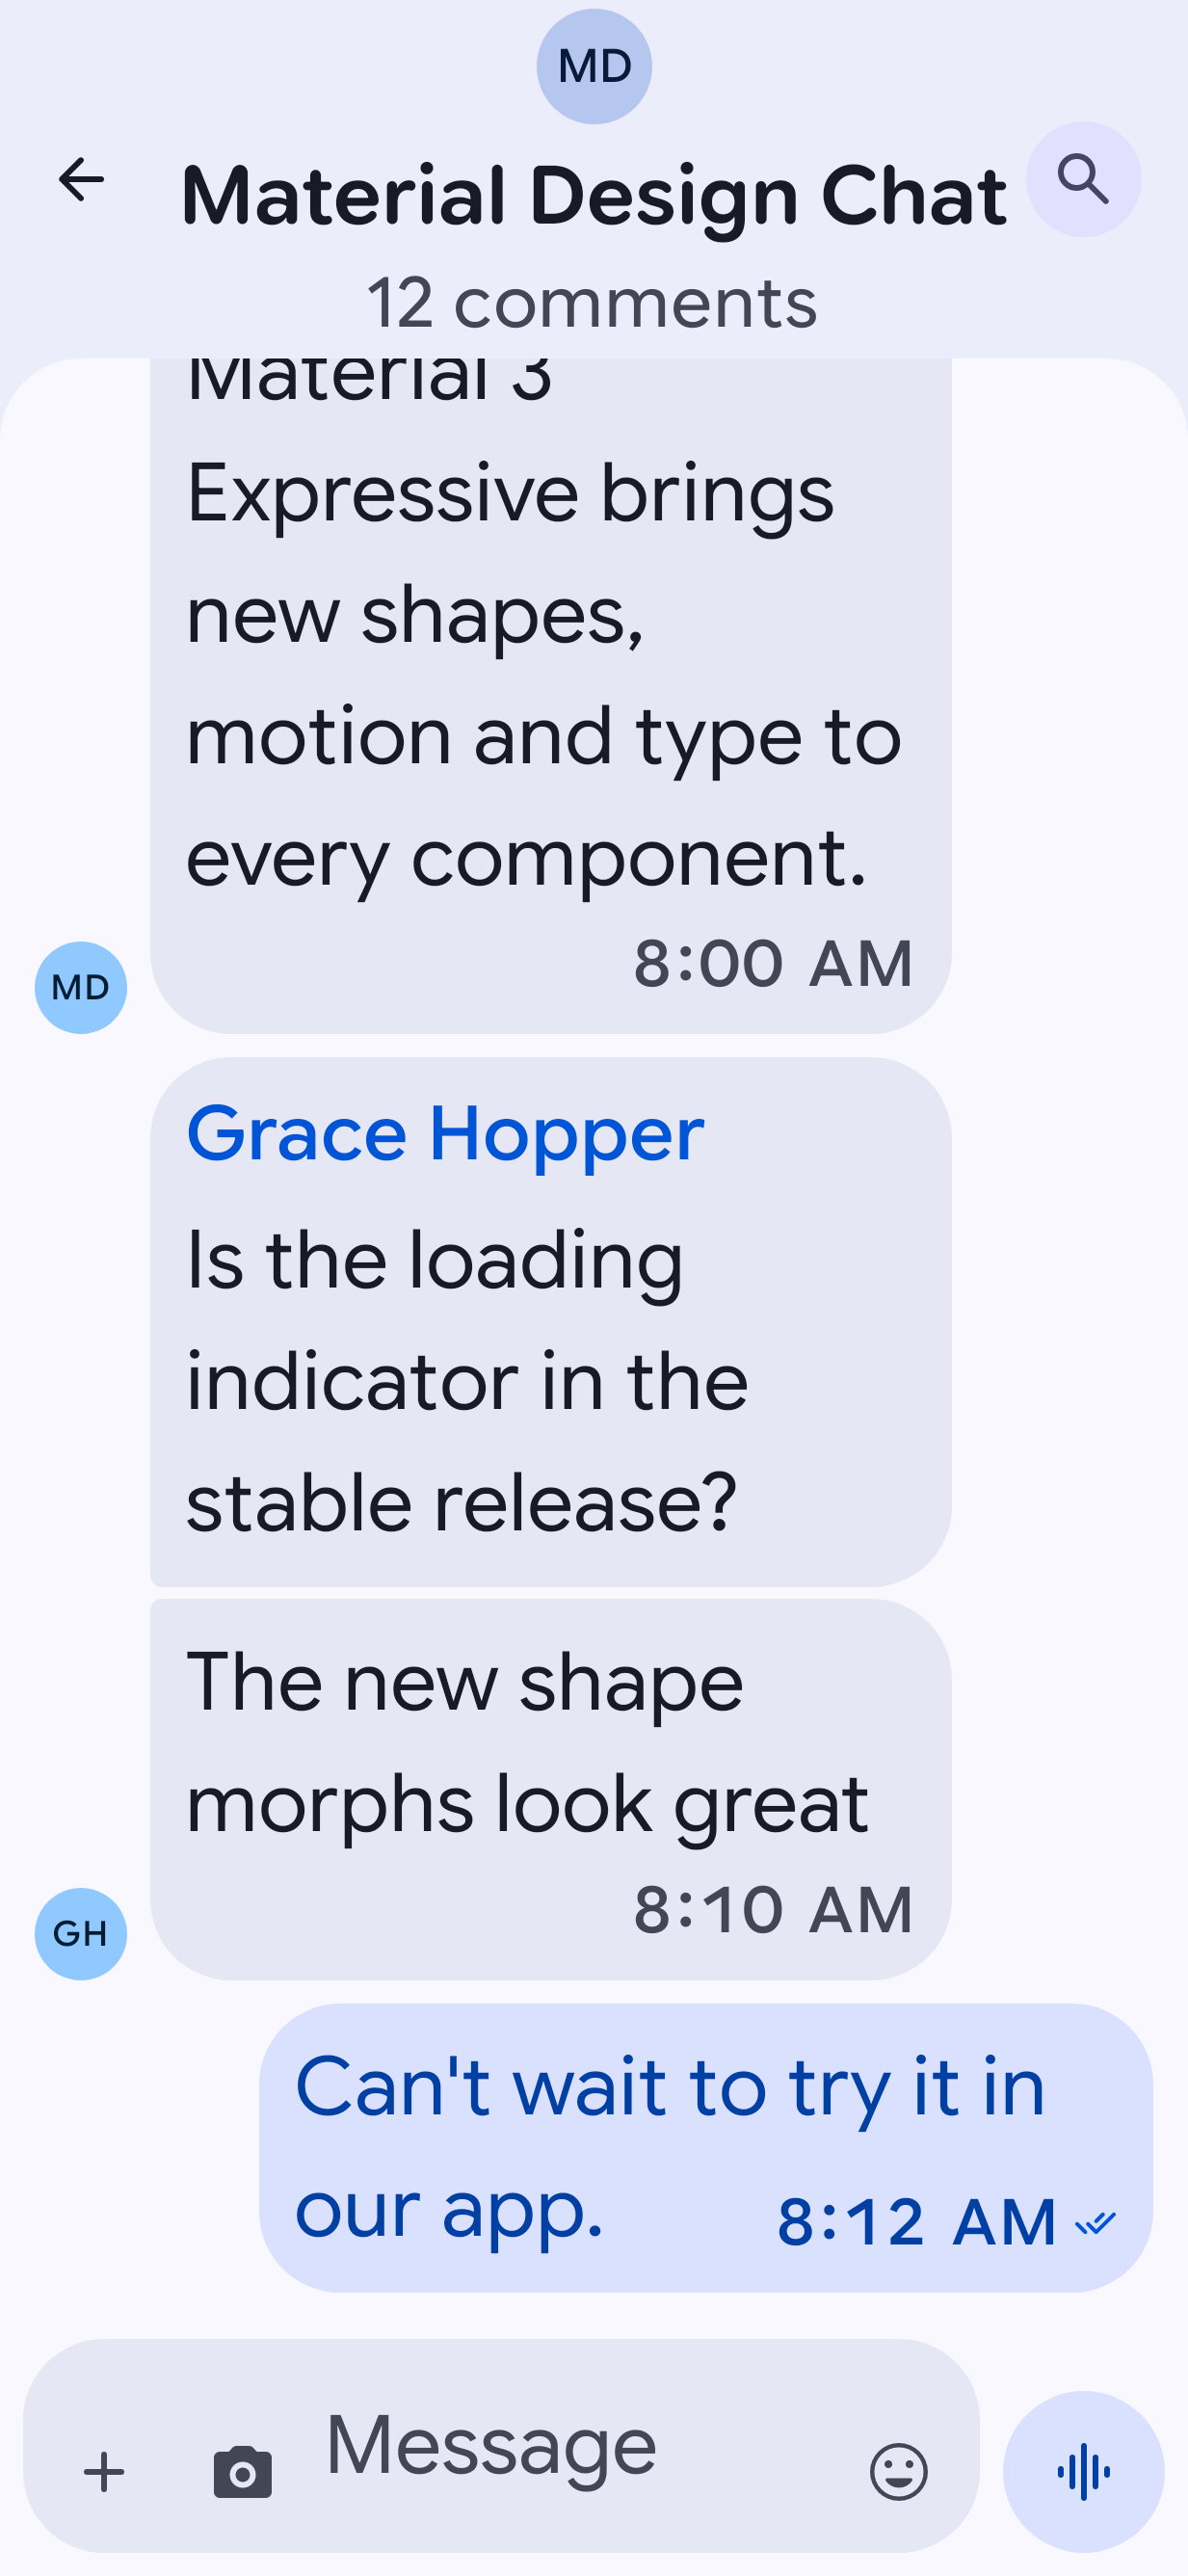 MD
Material Design Chat
12 comments
Material 3
Expressive brings
new shapes,
motion and type to
every component.
8:00 AM
MD
Grace Hopper
Is the loading
indicator in the
stable release?
The new shape
morphs look great
8:10 AM
GH
Can't wait to try it in
our app.
8:12 AM
Message